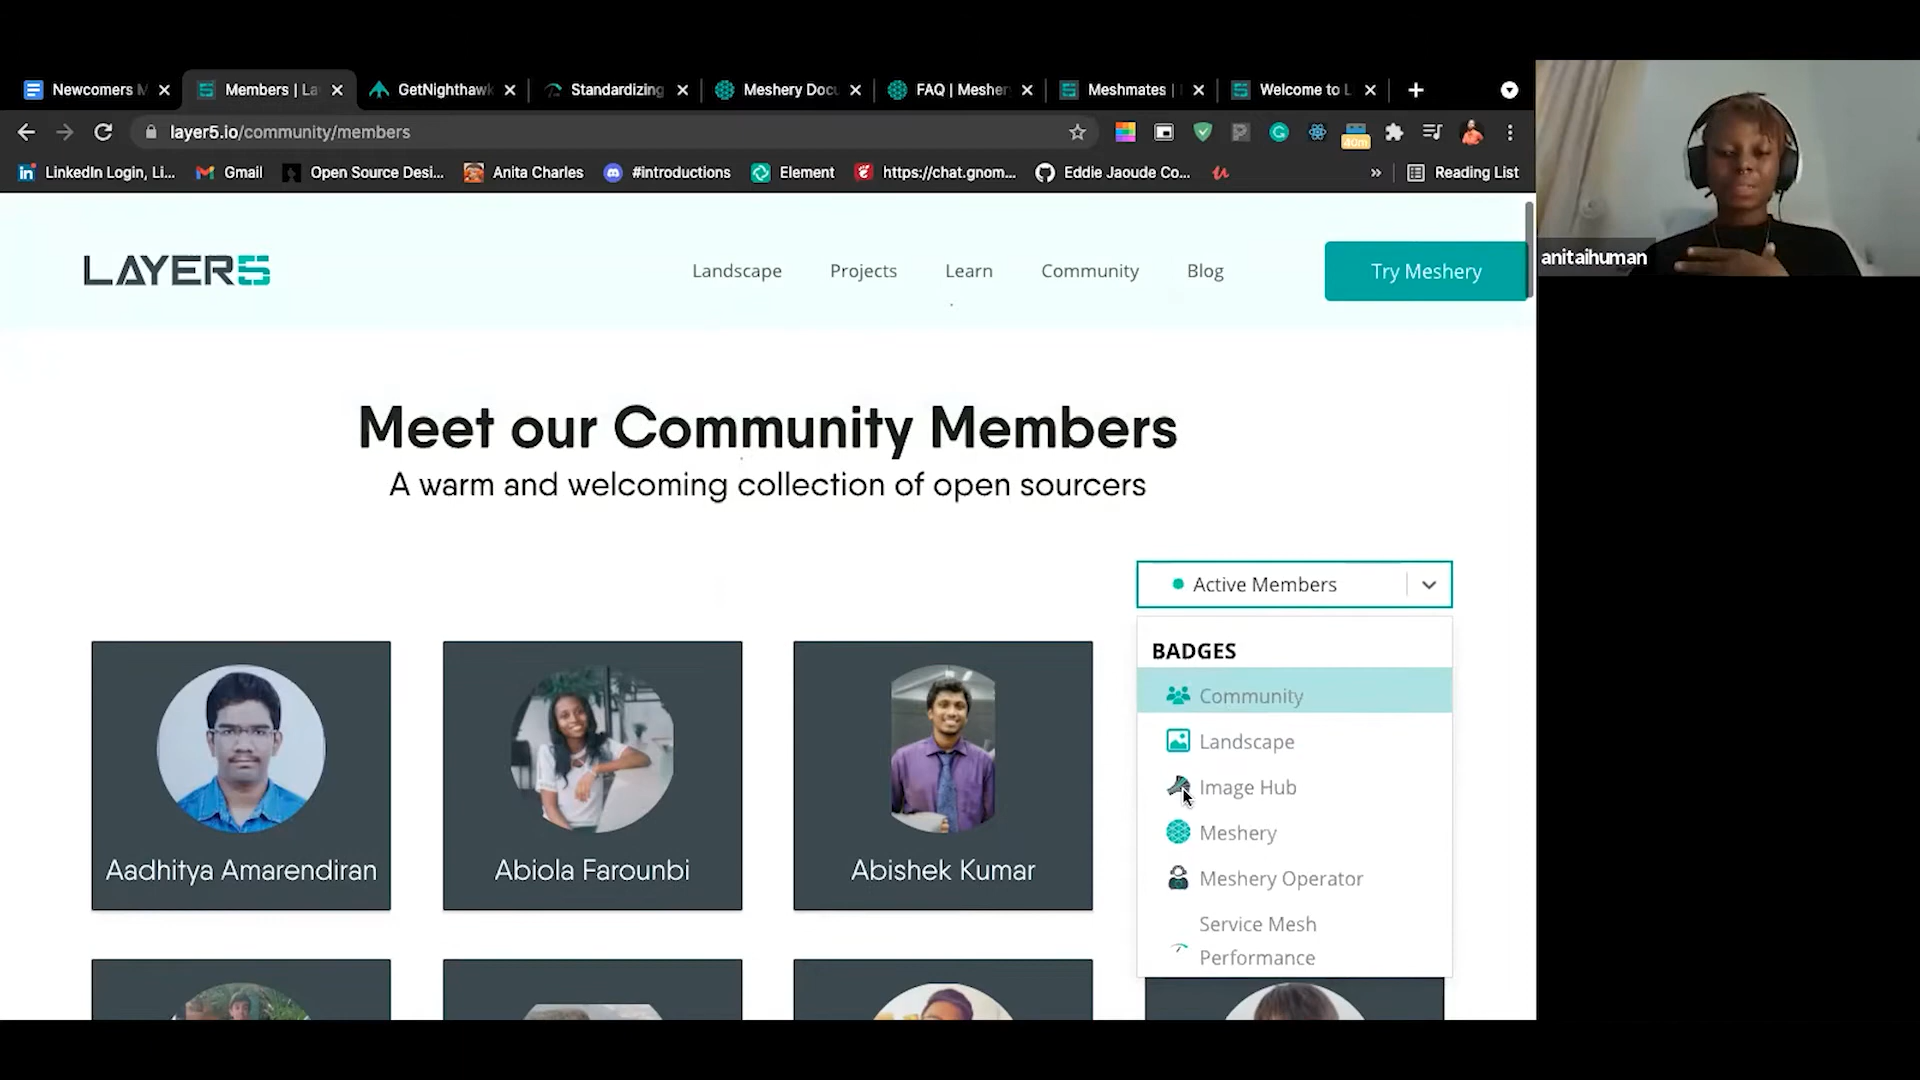 Newcomers M
Members | La
GetNighthawk
Standardizing
Meshery Doc
FAQ | Mesher
Meshmates |
Welcome to L
layer5.io/community/members
40m
LinkedIn Login, Li...
Gmail
Open Source Desi...
Anita Charles
#introductions
Element
https://chat.gnom...
Eddie Jaoude Co...
»
Reading List
anitaihuman
LAYER5
Landscape
Projects
Learn
Community
Blog
Try Meshery
Meet our Community Members
A warm and welcoming collection of open sourcers
Active Members
BADGES
Community
Landscape
Image Hub
Meshery
Meshery Operator
Service Mesh
Performance
Aadhitya Amarendiran
Abiola Farounbi
Abishek Kumar